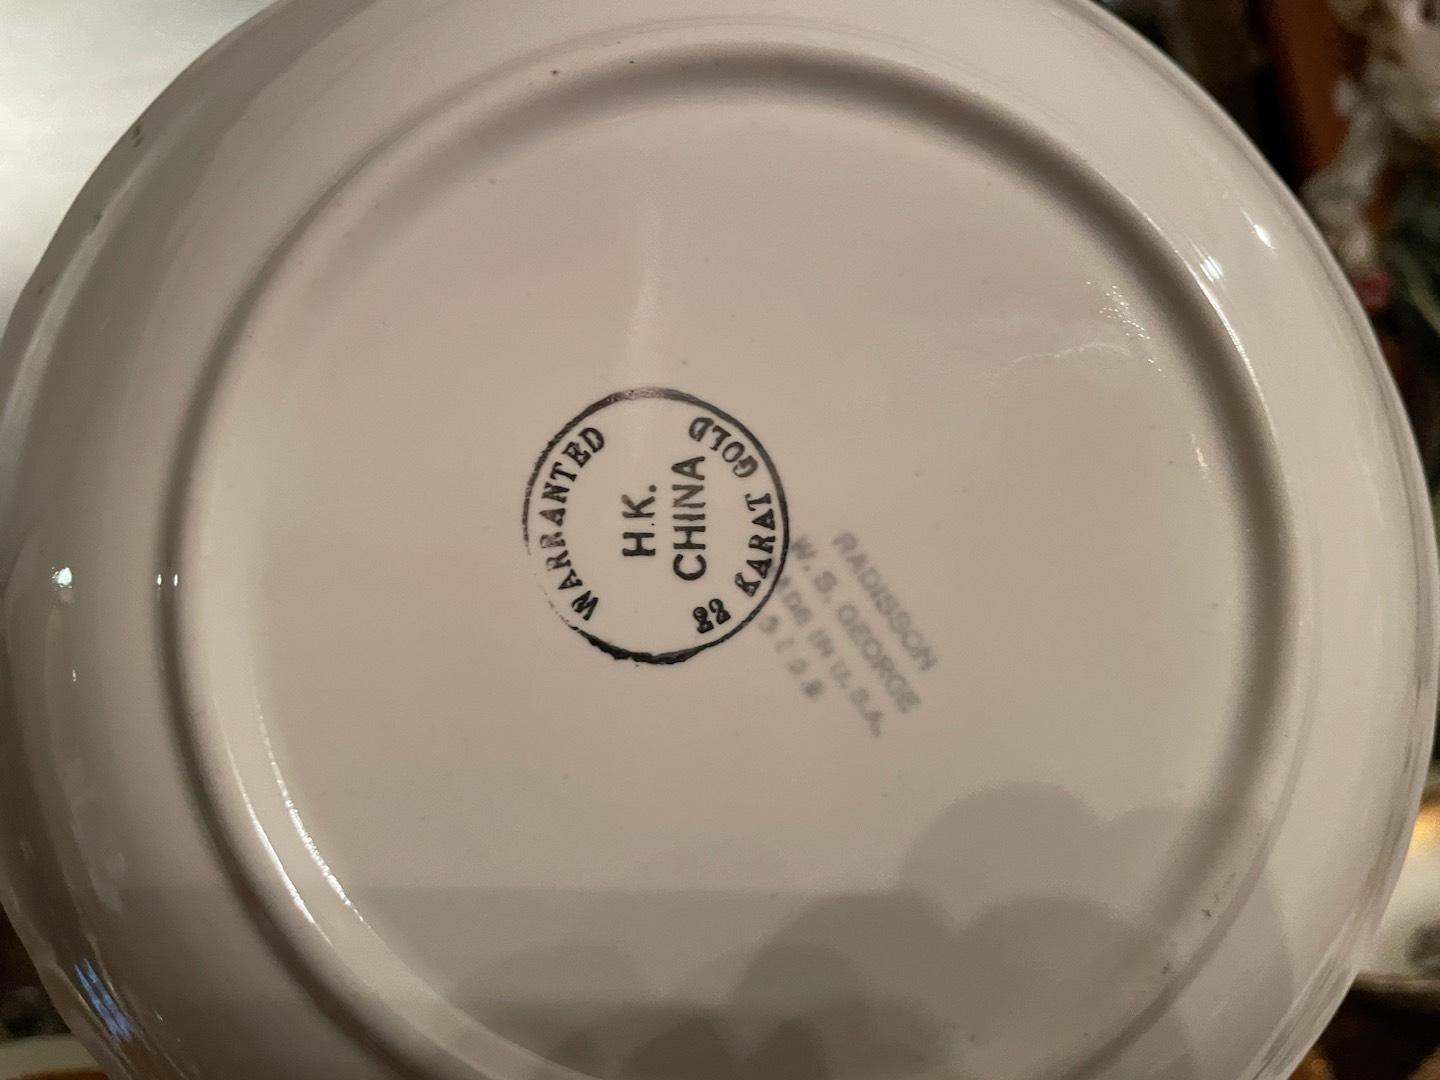 WARRANTED
H.K.
CHINA
22 KARAT GOLD
RADISSON
W. S. GEORGE
MADE IN U.S.A.